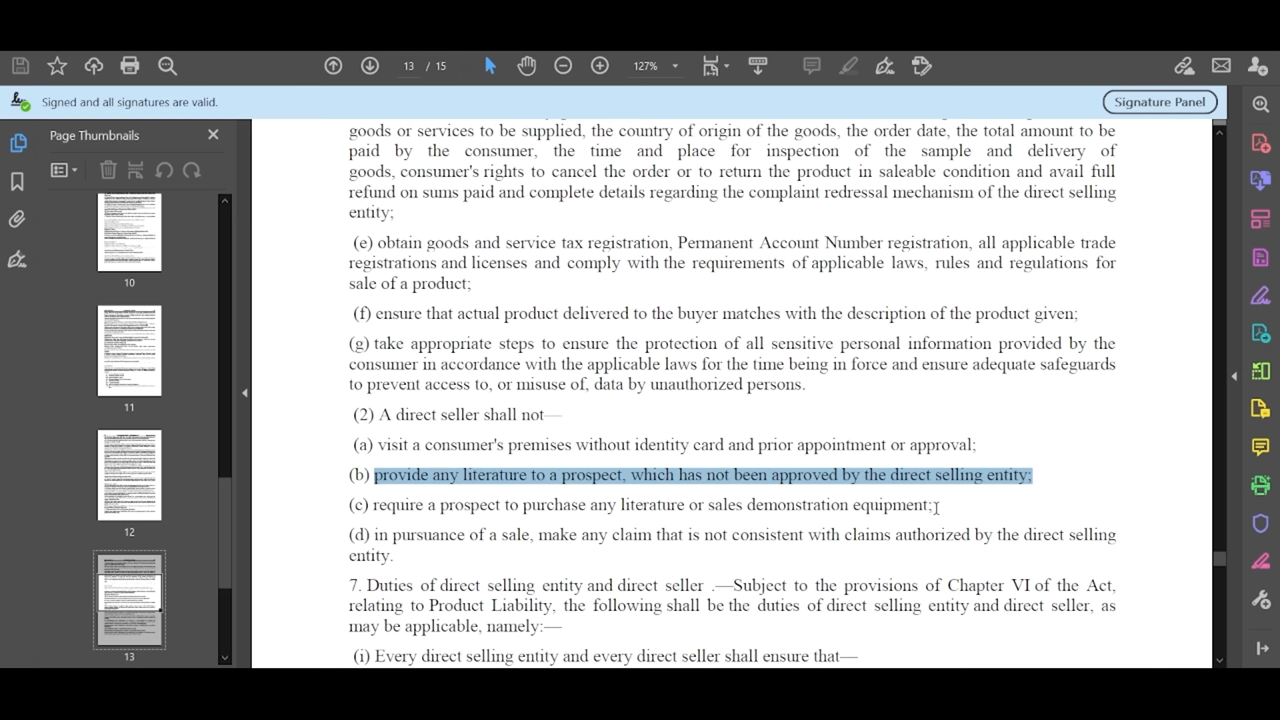 13 / 15
127%
Signed and all signatures are valid.
Signature Panel
Page Thumbnails
10
11
12
13
goods or services to be supplied, the country of origin of the goods, the order date, the total amount to be
paid by the consumer, the time and place for inspection of the sample and delivery of
goods, consumer's rights to cancel the order or to return the product in saleable condition and avail full
refund on sums paid and complete details regarding the complaint redressal mechanism of the direct selling
entity;
(e) obtain goods and service tax registration, Permanent Account Number registration, all applicable trade
registrations and licenses and comply with the requirements of applicable laws, rules and regulations for
sale of a product;
(f) ensure that actual product delivered to the buyer matches with the description of the product given;
(g) take appropriate steps to ensure the protection of all sensitive personal information provided by the
consumer in accordance with the applicable laws for the time being in force and ensure adequate safeguards
to prevent access to, or misuse of, data by unauthorized persons.
(2) A direct seller shall not—
(a) visit a consumer's premises without identity card and prior appointment or approval;
(b) provide any literature to a prospect, which has not been approved by the direct selling entity;
(c) require a prospect to purchase any literature or sales demonstration equipment;
(d) in pursuance of a sale, make any claim that is not consistent with claims authorized by the direct selling
entity.
7. Duties of direct selling entity and direct seller .—Subject to the provisions of Chapter VI of the Act,
relating to Product Liability, the following shall be the duties of direct selling entity and direct seller, as
may be applicable, namely:
(i) Every direct selling entity and every direct seller shall ensure that—